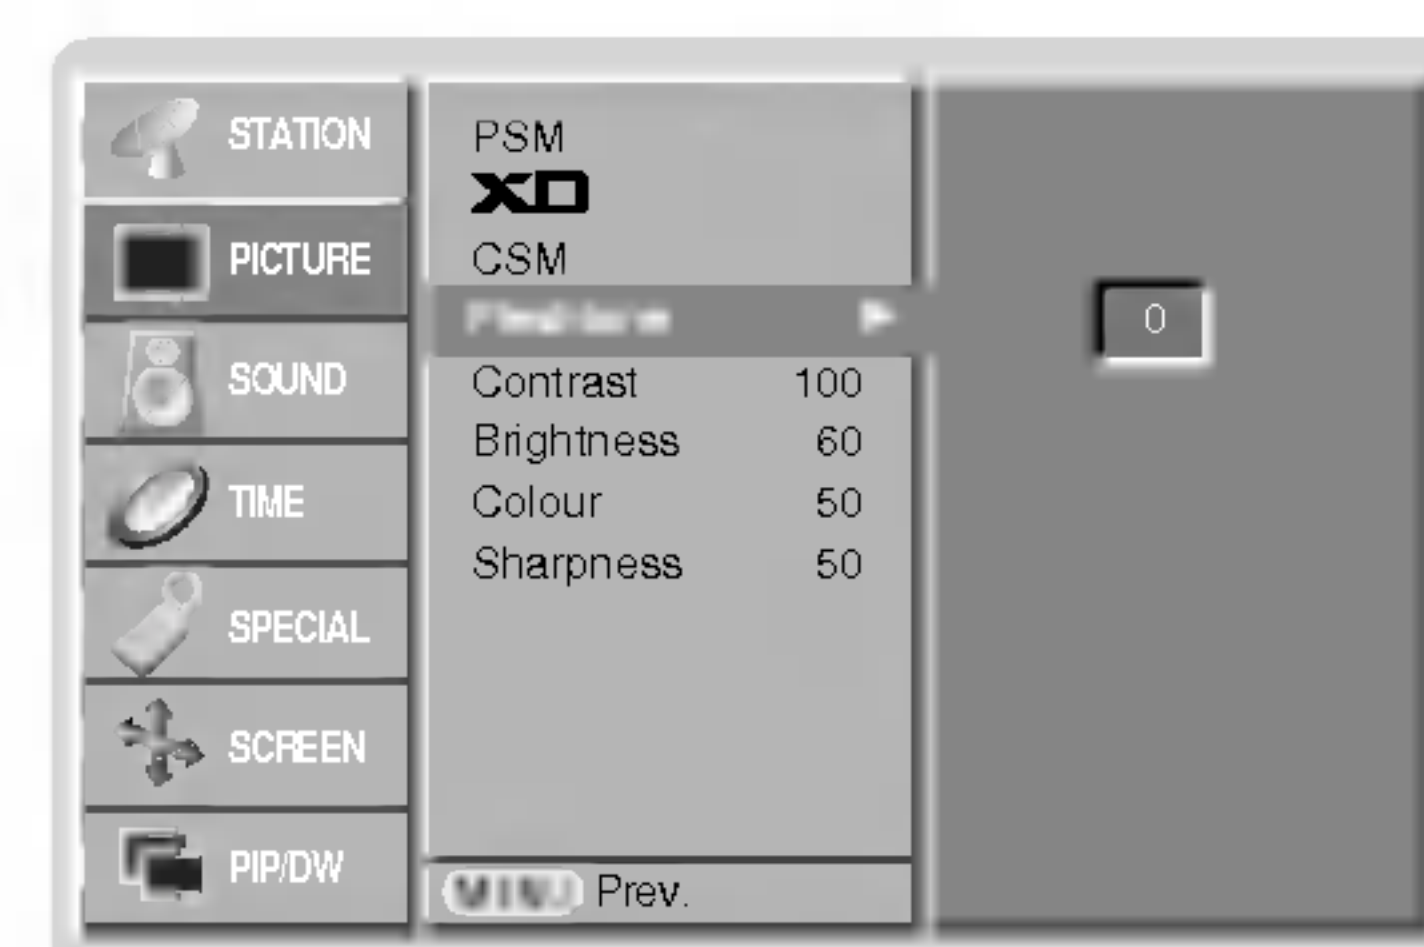 STATION
PICTURE
SOUND
TIME
SPECIAL
SCREEN
PIP/DW
PSM
XD
CSM
Contrast 100
Brightness 60
Colour 50
Sharpness 50
Prev.
0